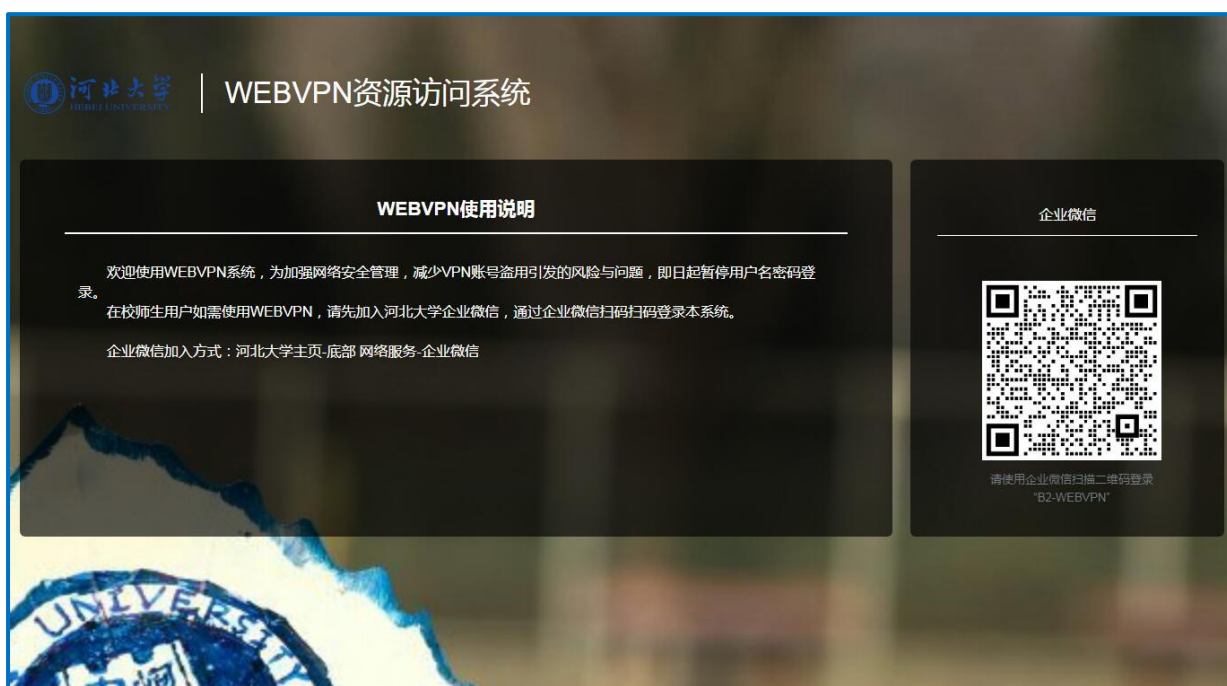 河北大学
HEBEI UNIVERSITY
WEBVPN资源访问系统
WEBVPN使用说明
欢迎使用WEBVPN系统，为加强网络安全管理，减少VPN账号盗用引发的风险与问题，即日起暂停用户名密码登
录。
在校师生用户如需使用WEBVPN，请先加入河北大学企业微信，通过企业微信扫码扫码登录本系统。
企业微信加入方式：河北大学主页-底部 网络服务-企业微信
企业微信
请使用企业微信扫描二维码登录
"B2-WEBVPN"
UNIVERSITY